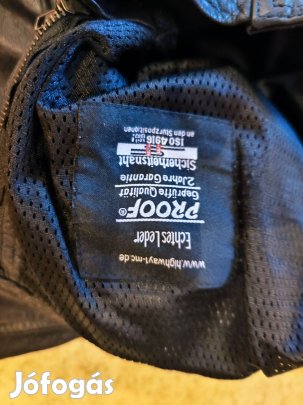 www.highway1-mc.de
Echtes Leder
PROOF®
Geprüfte Qualität
2 Jahre Garantie
Sicherheitsnaht
ISO 4916
an den Sturzpositionen
Jófogás